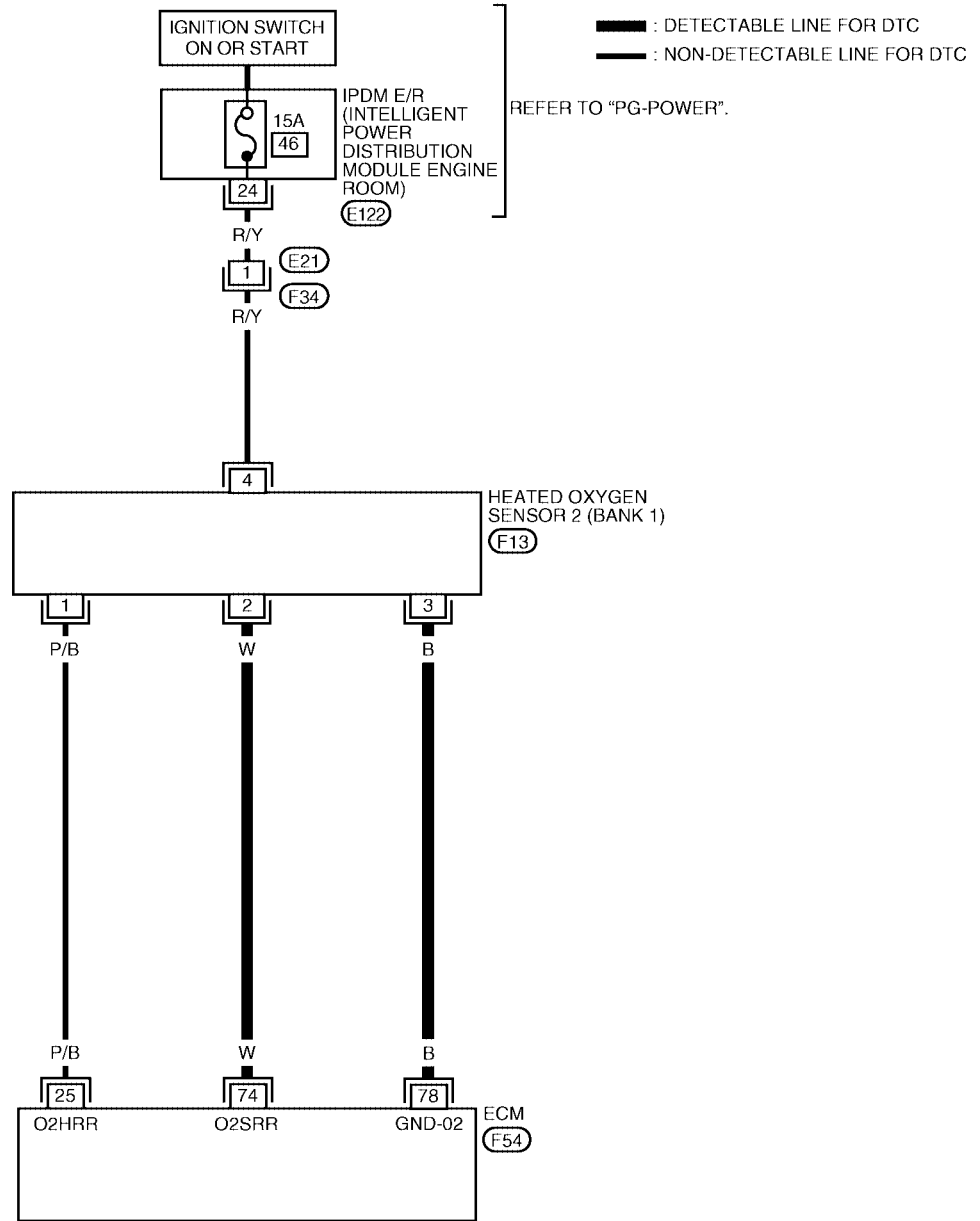 IGNITION SWITCH
ON OR START
: DETECTABLE LINE FOR DTC
: NON-DETECTABLE LINE FOR DTC
IPDM E/R
(INTELLIGENT
POWER
DISTRIBUTION
MODULE ENGINE
ROOM)
15A
46
REFER TO “PG-POWER”.
24
E122
R/Y
1
E21
F34
R/Y
4
HEATED OXYGEN
SENSOR 2 (BANK 1)
F13
1
2
3
P/B
W
B
P/B
W
B
25
74
78
O2HRR
O2SRR
GND-02
ECM
F54